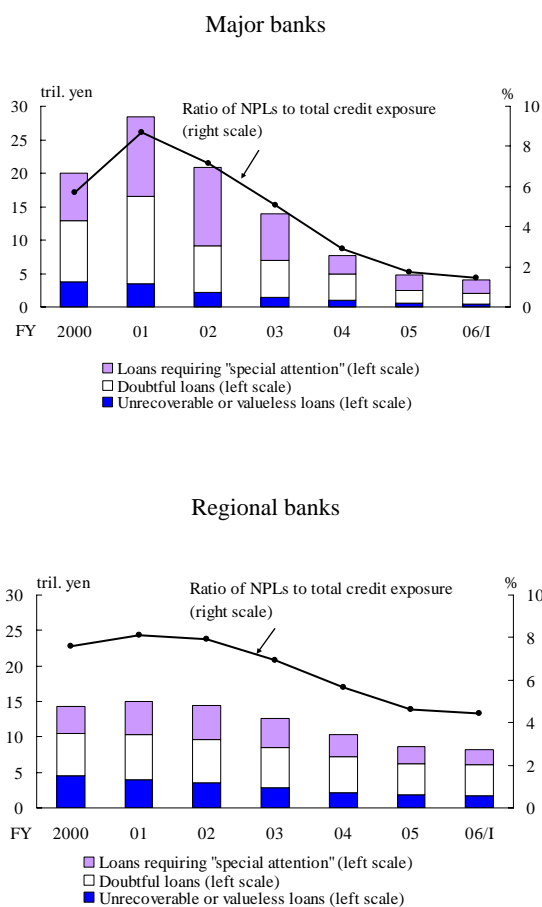 Major banks
tril. yen
%
Ratio of NPLs to total credit exposure
(right scale)
30
25
20
15
10
5
0
10
8
6
4
2
0
FY 2000 01 02 03 04 05 06/I
Loans requiring "special attention" (left scale)
Doubtful loans (left scale)
Unrecoverable or valueless loans (left scale)
Regional banks
tril. yen
%
Ratio of NPLs to total credit exposure
(right scale)
30
25
20
15
10
5
0
10
8
6
4
2
0
FY 2000 01 02 03 04 05 06/I
Loans requiring "special attention" (left scale)
Doubtful loans (left scale)
Unrecoverable or valueless loans (left scale)